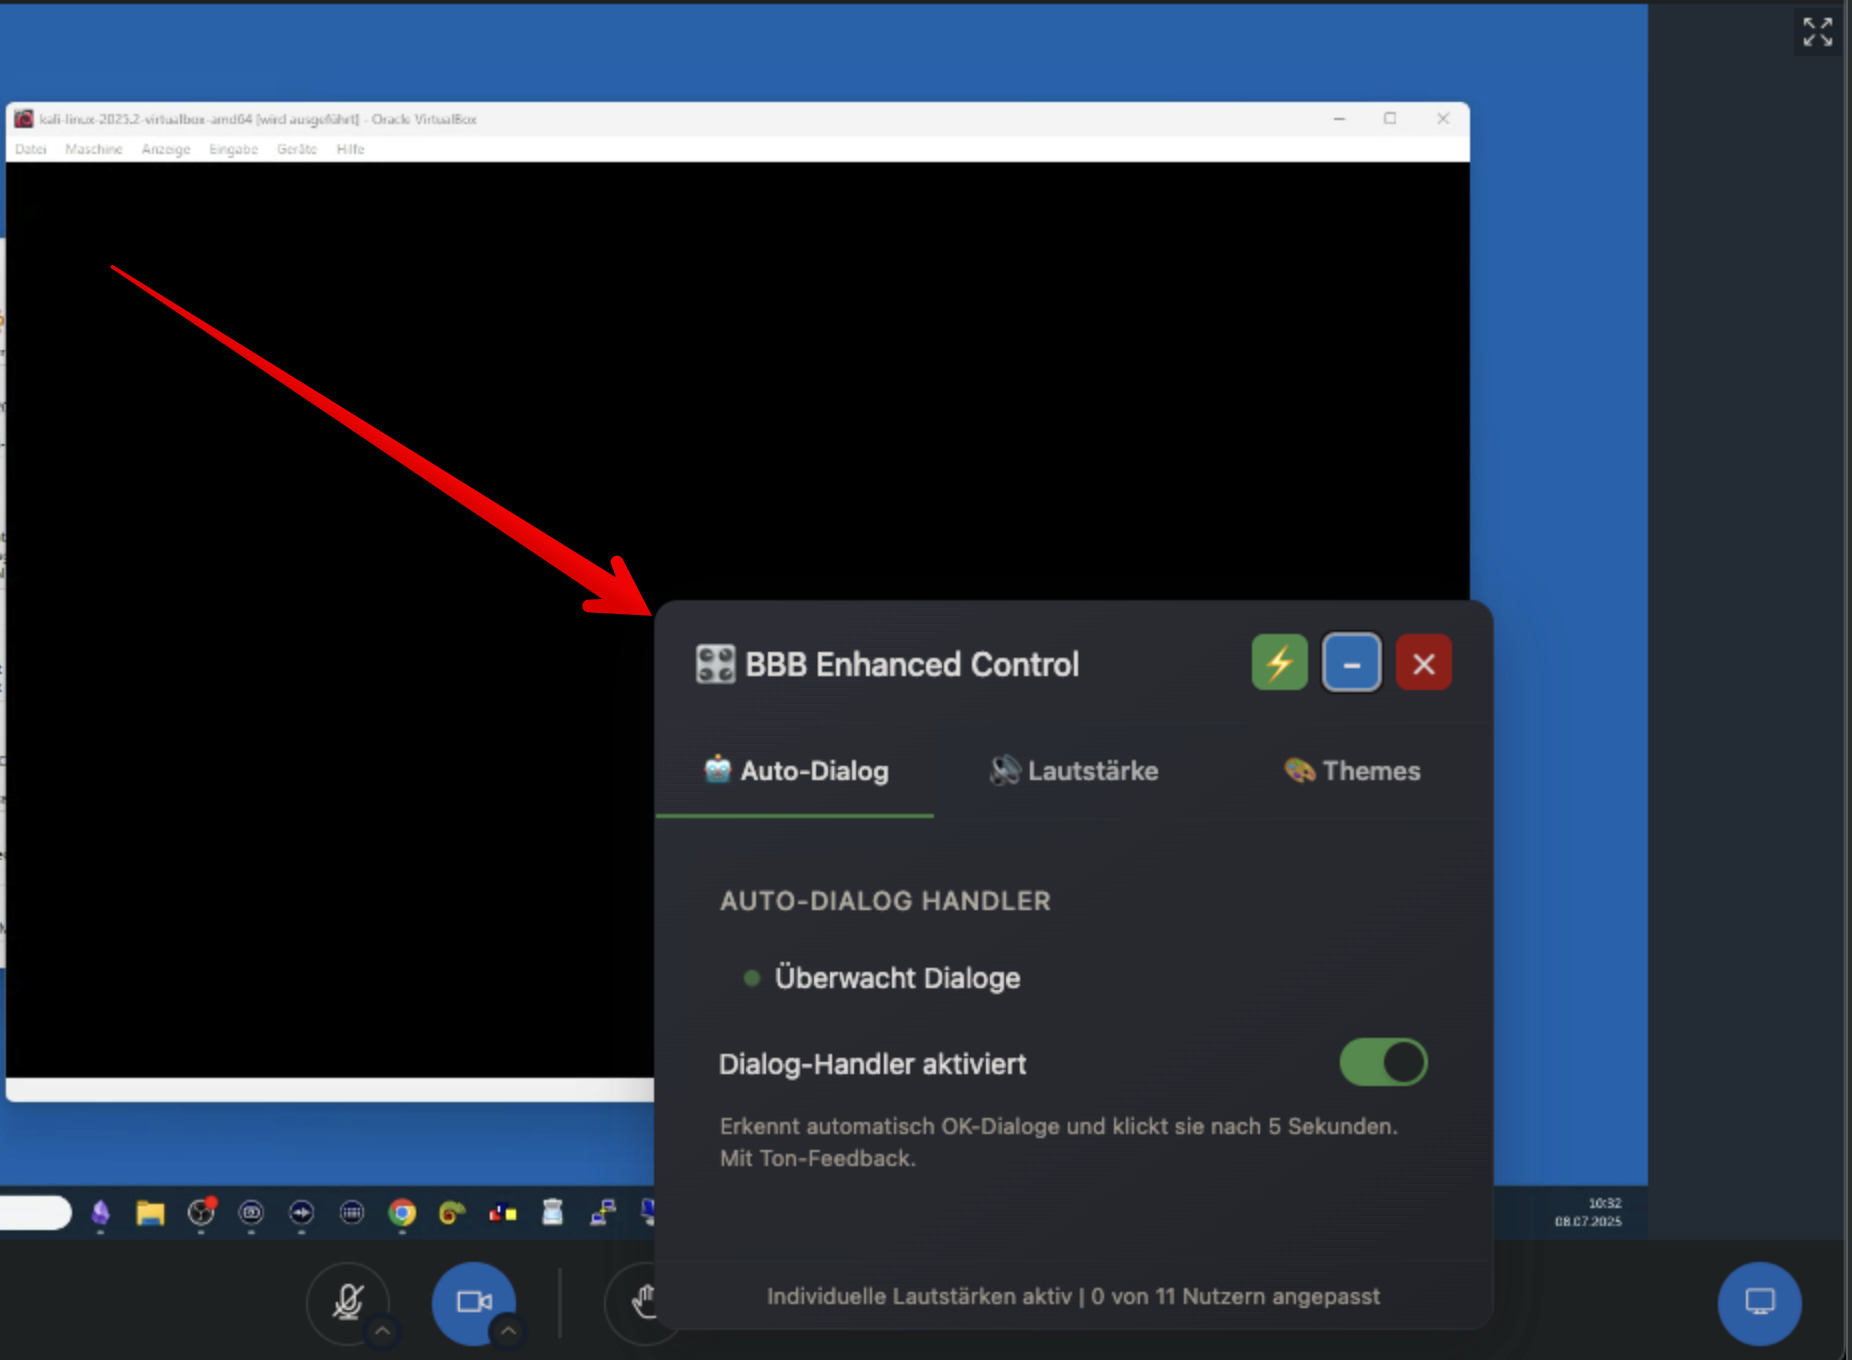 kali-linux-2025.2-virtualbox-amd64 [wird ausgeführt] - Oracle VirtualBox
Datei Maschine Anzeige Eingabe Geräte Hilfe
BBB Enhanced Control
Auto-Dialog Lautstärke Themes
AUTO-DIALOG HANDLER
Überwacht Dialoge
Dialog-Handler aktiviert
Erkennt automatisch OK-Dialoge und klickt sie nach 5 Sekunden.
Mit Ton-Feedback.
10:32
08.07.2025
Individuelle Lautstärken aktiv | 0 von 11 Nutzern angepasst